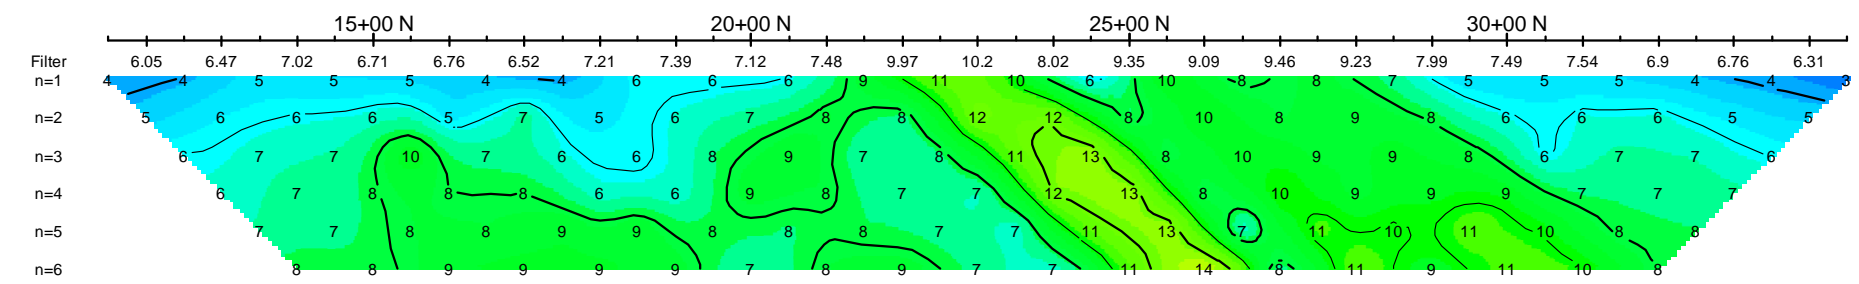 15+00 N 20+00 N 25+00 N 30+00 N
Filter 6.05 6.47 7.02 6.71 6.76 6.52 7.21 7.39 7.12 7.48 9.97 10.2 8.02 9.35 9.09 9.46 9.23 7.99 7.49 7.54 6.9 6.76 6.31
n=1 4 4 5 5 5 4 4 6 6 6 9 11 10 6 10 8 8 7 5 5 5 4 4 3
n=2 5 6 6 6 5 7 5 6 7 8 8 12 12 8 10 8 9 8 6 6 6 5 5
n=3 6 7 7 10 7 6 6 8 9 7 8 11 13 8 10 9 9 8 6 7 7 6
n=4 6 7 8 8 8 6 6 9 8 7 7 12 13 8 10 9 9 9 7 7 7
n=5 7 7 8 8 9 9 8 8 8 7 7 11 13 7 11 10 11 10 8 8
n=6 8 8 9 9 9 9 7 8 9 7 7 11 14 8 11 9 11 10 8